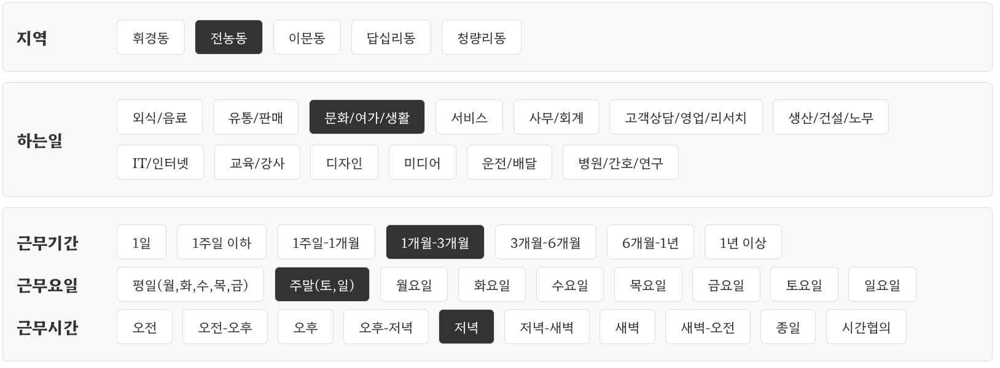 지역 휘경동 전농동 이문동 답십리동 청량리동
외식/음료 유통/판매 문화/여가/생활 서비스 사무/회계 고객상담/영업/리서치 생산/건설/노무
하는일
IT/인터넷 교육/강사 디자인 미디어 운전/배달 병원/간호/연구
근무기간 1일 1주일 이하 1주일-1개월 1개월-3개월 3개월-6개월 6개월-1년 1년 이상
근무요일 평일(월,화,수,목,금) 주말(토,일) 월요일 화요일 수요일 목요일 금요일 토요일 일요일
근무시간 오전 오전-오후 오후 오후-저녁 저녁 저녁-새벽 새벽 새벽-오전 종일 시간협의